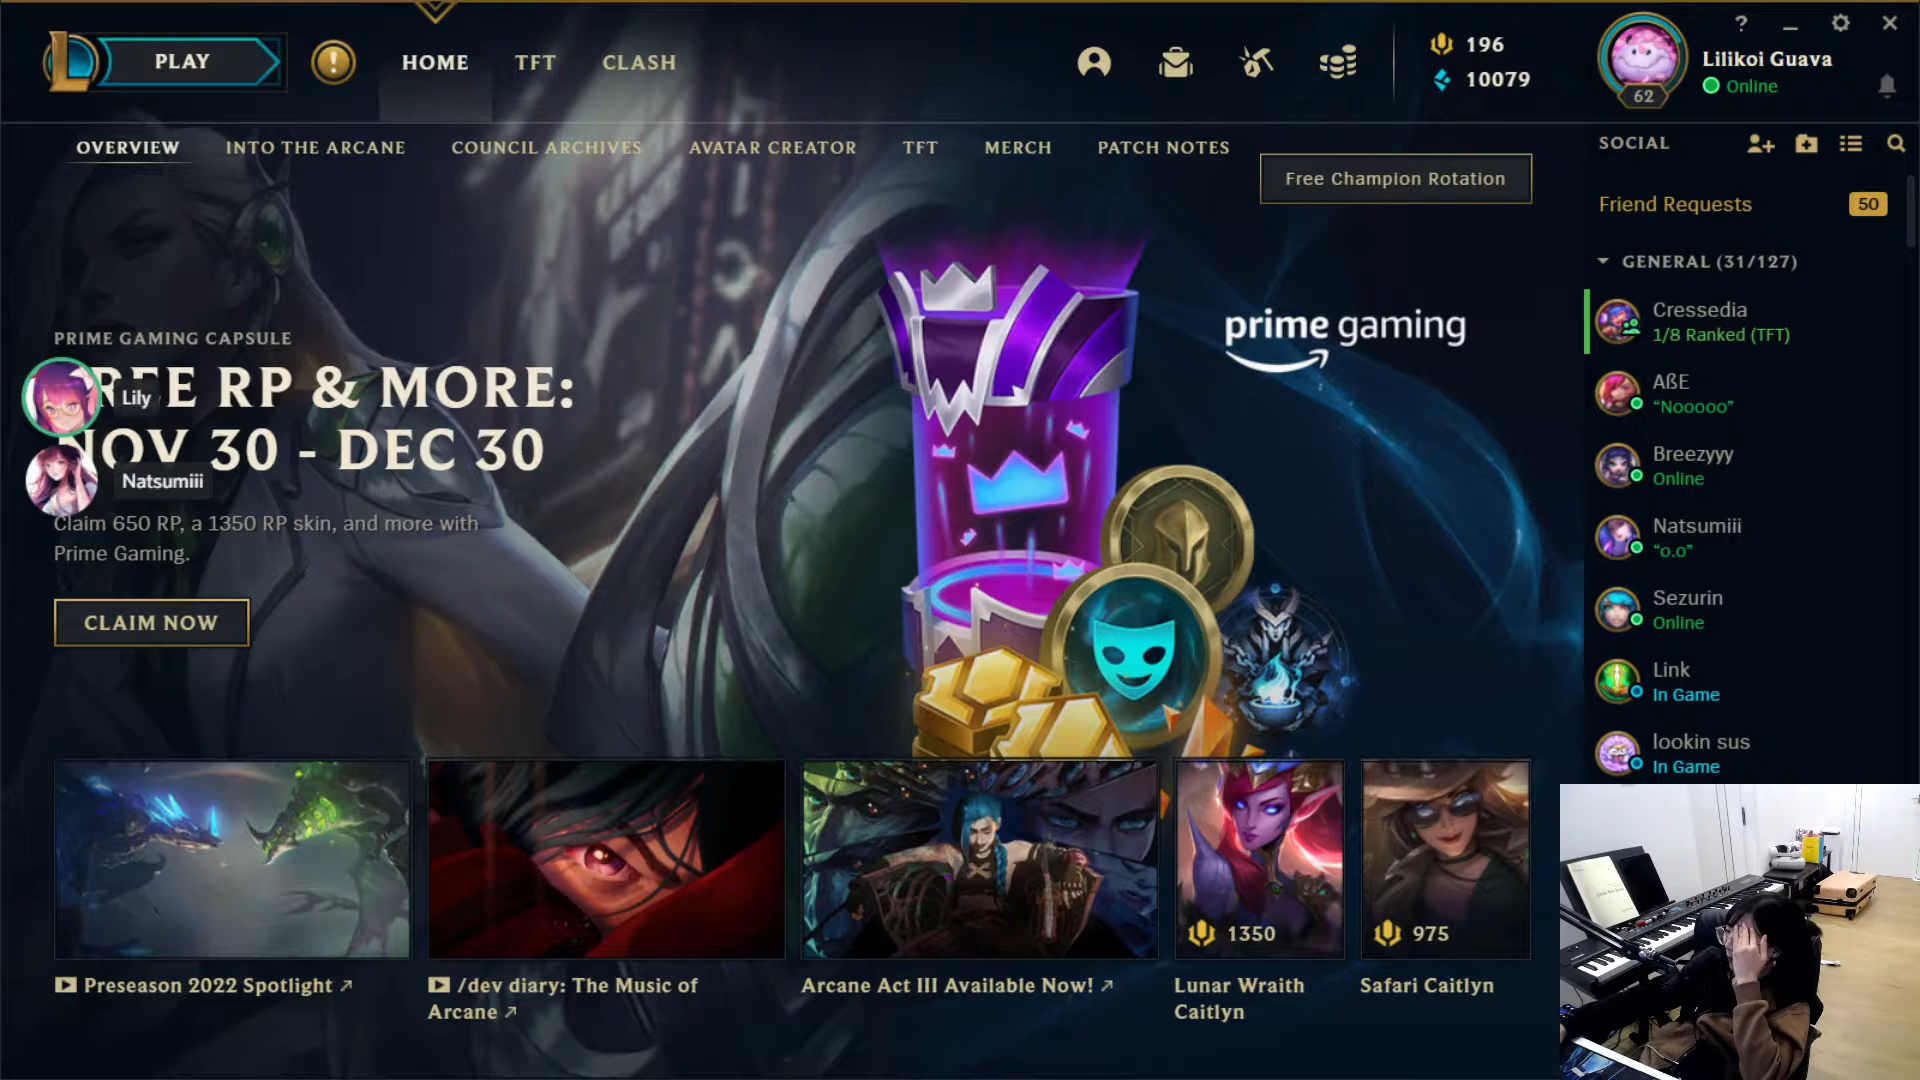 PLAY
HOME
TFT
CLASH
196
10079
62
?
Lilikoi Guava
Online
OVERVIEW
INTO THE ARCANE
COUNCIL ARCHIVES
AVATAR CREATOR
TFT
MERCH
PATCH NOTES
Free Champion Rotation
SOCIAL
Friend Requests
50
GENERAL (31/127)
Cressedia
1/8 Ranked (TFT)
AßE
“Nooooo”
Breezyyy
Online
Natsumiii
“o.o”
Sezurin
Online
Link
In Game
lookin sus
In Game
prime gaming
PRIME GAMING CAPSULE
RP & MORE:
NOV 30 - DEC 30
Lily
Natsumiii
Claim 650 RP, a 1350 RP skin, and more with
Prime Gaming.
CLAIM NOW
1350
975
Preseason 2022 Spotlight
/dev diary: The Music of
Arcane
Arcane Act III Available Now!
Lunar Wraith
Caitlyn
Safari Caitlyn